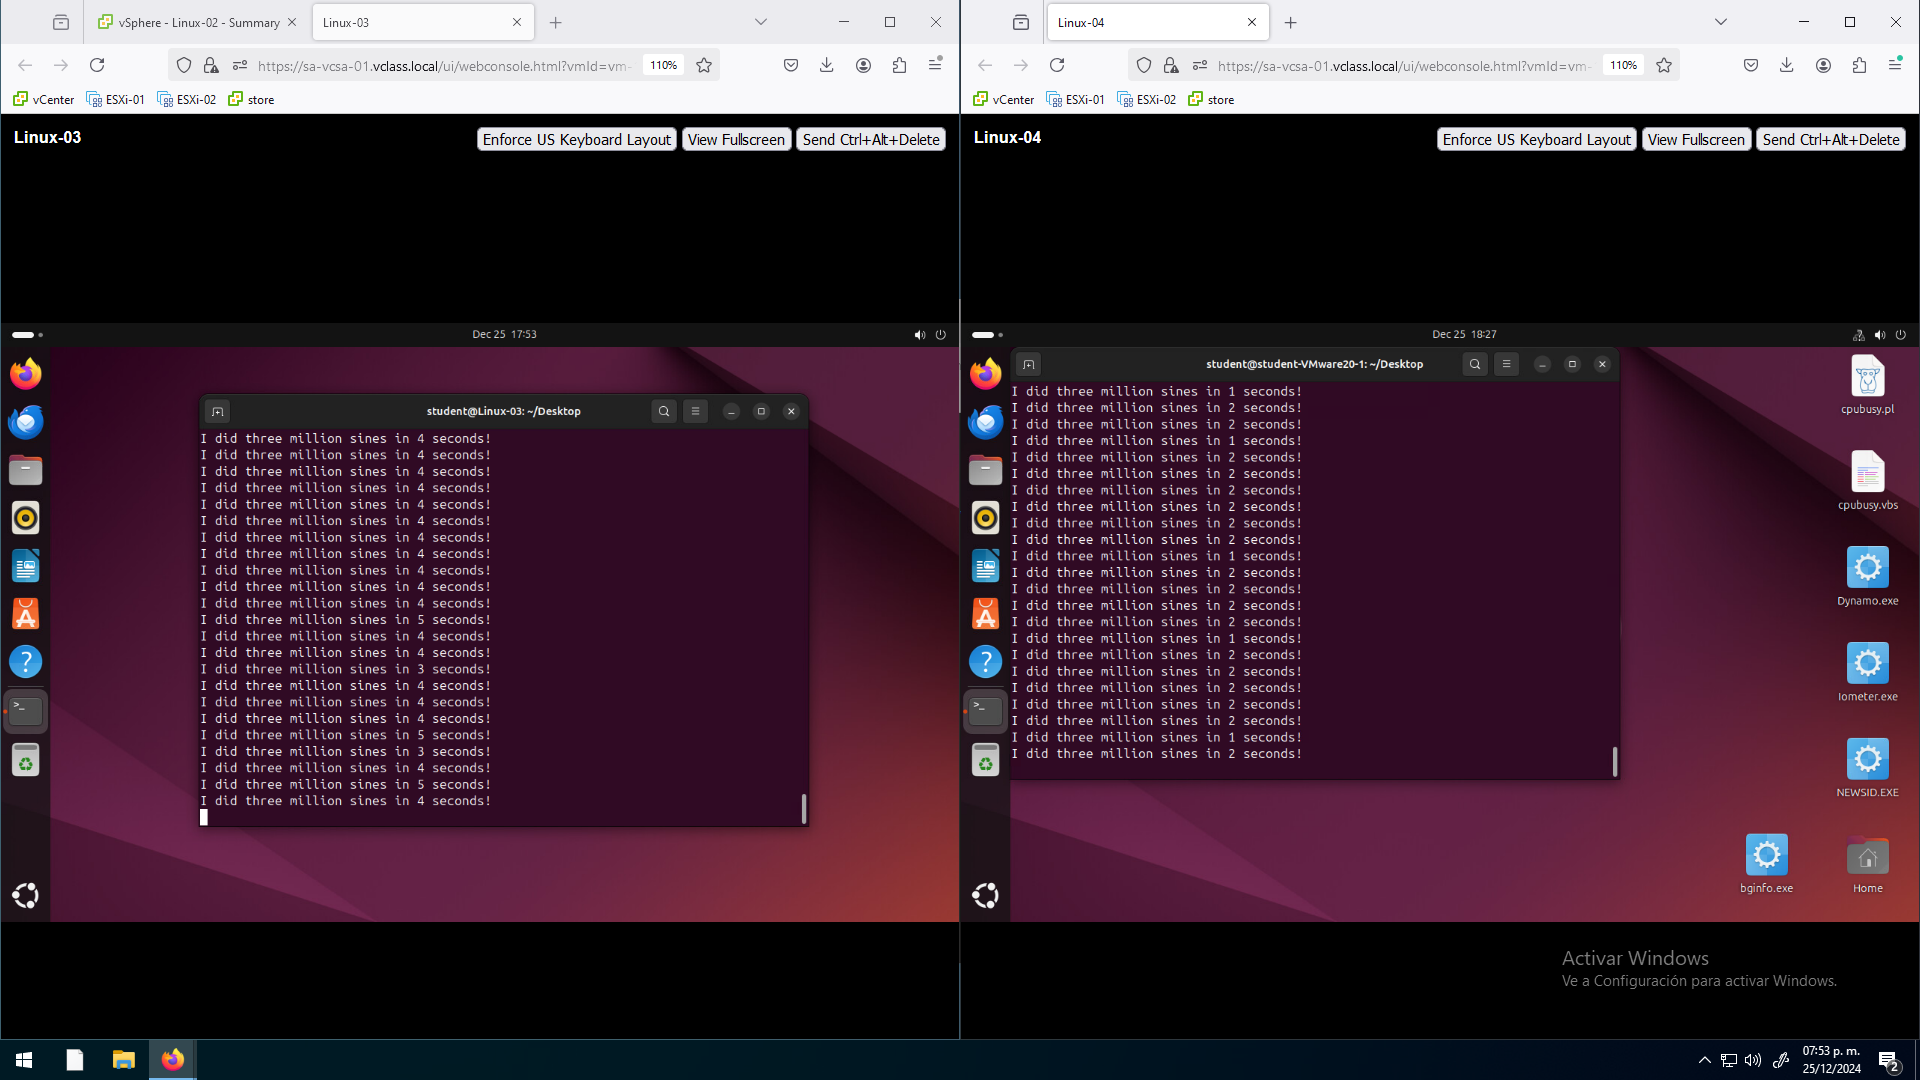 vSphere - Linux-02 - Summary
Linux-03
https://sa-vcsa-01.vclass.local/ui/webconsole.html?vmId=vm-
110%
vCenter
ESXi-01
ESXi-02
store
Linux-03
Enforce US Keyboard Layout
View Fullscreen
Send Ctrl+Alt+Delete
Dec 25 17:53
student@Linux-03: ~/Desktop
I did three million sines in 4 seconds!
I did three million sines in 4 seconds!
I did three million sines in 4 seconds!
I did three million sines in 4 seconds!
I did three million sines in 4 seconds!
I did three million sines in 4 seconds!
I did three million sines in 4 seconds!
I did three million sines in 4 seconds!
I did three million sines in 4 seconds!
I did three million sines in 4 seconds!
I did three million sines in 4 seconds!
I did three million sines in 5 seconds!
I did three million sines in 4 seconds!
I did three million sines in 4 seconds!
I did three million sines in 3 seconds!
I did three million sines in 4 seconds!
I did three million sines in 4 seconds!
I did three million sines in 4 seconds!
I did three million sines in 5 seconds!
I did three million sines in 3 seconds!
I did three million sines in 4 seconds!
I did three million sines in 5 seconds!
I did three million sines in 4 seconds!
Linux-04
https://sa-vcsa-01.vclass.local/ui/webconsole.html?vmId=vm-
110%
vCenter
ESXi-01
ESXi-02
store
Linux-04
Enforce US Keyboard Layout
View Fullscreen
Send Ctrl+Alt+Delete
Dec 25 18:27
student@student-VMware20-1: ~/Desktop
I did three million sines in 1 seconds!
I did three million sines in 2 seconds!
I did three million sines in 2 seconds!
I did three million sines in 1 seconds!
I did three million sines in 2 seconds!
I did three million sines in 2 seconds!
I did three million sines in 2 seconds!
I did three million sines in 2 seconds!
I did three million sines in 2 seconds!
I did three million sines in 2 seconds!
I did three million sines in 1 seconds!
I did three million sines in 2 seconds!
I did three million sines in 2 seconds!
I did three million sines in 2 seconds!
I did three million sines in 2 seconds!
I did three million sines in 1 seconds!
I did three million sines in 2 seconds!
I did three million sines in 2 seconds!
I did three million sines in 2 seconds!
I did three million sines in 2 seconds!
I did three million sines in 2 seconds!
I did three million sines in 1 seconds!
I did three million sines in 2 seconds!
cpubusy.pl
cpubusy.vbs
Dynamo.exe
Iometer.exe
NEWSID.EXE
bginfo.exe
Home
Activar Windows
Ve a Configuración para activar Windows.
07:53 p. m.
25/12/2024
2